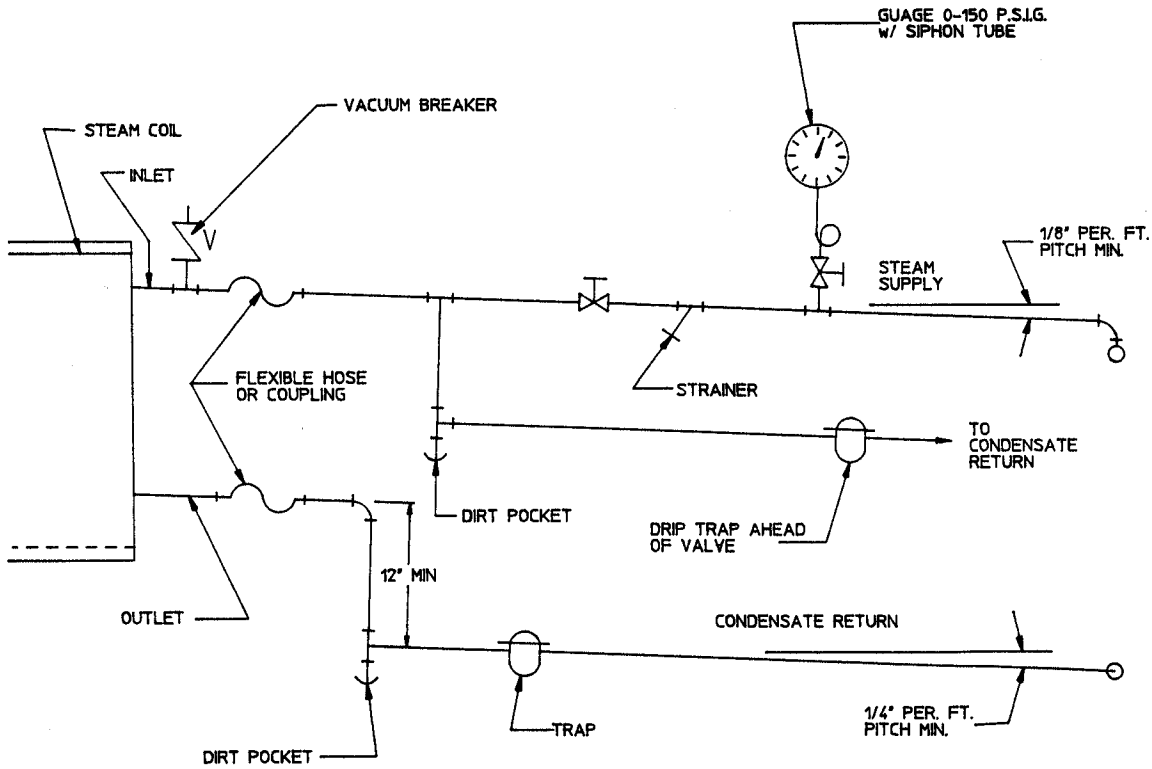 GUAGE 0-150 P.S.I.G.
w/ SIPHON TUBE
VACUUM BREAKER
STEAM COIL
INLET
V
1/8" PER. FT.
PITCH MIN.
STEAM
SUPPLY
FLEXIBLE HOSE
OR COUPLING
STRAINER
TO
CONDENSATE
RETURN
DIRT POCKET
DRIP TRAP AHEAD
OF VALVE
12" MIN
OUTLET
CONDENSATE RETURN
1/4" PER. FT.
PITCH MIN.
TRAP
DIRT POCKET